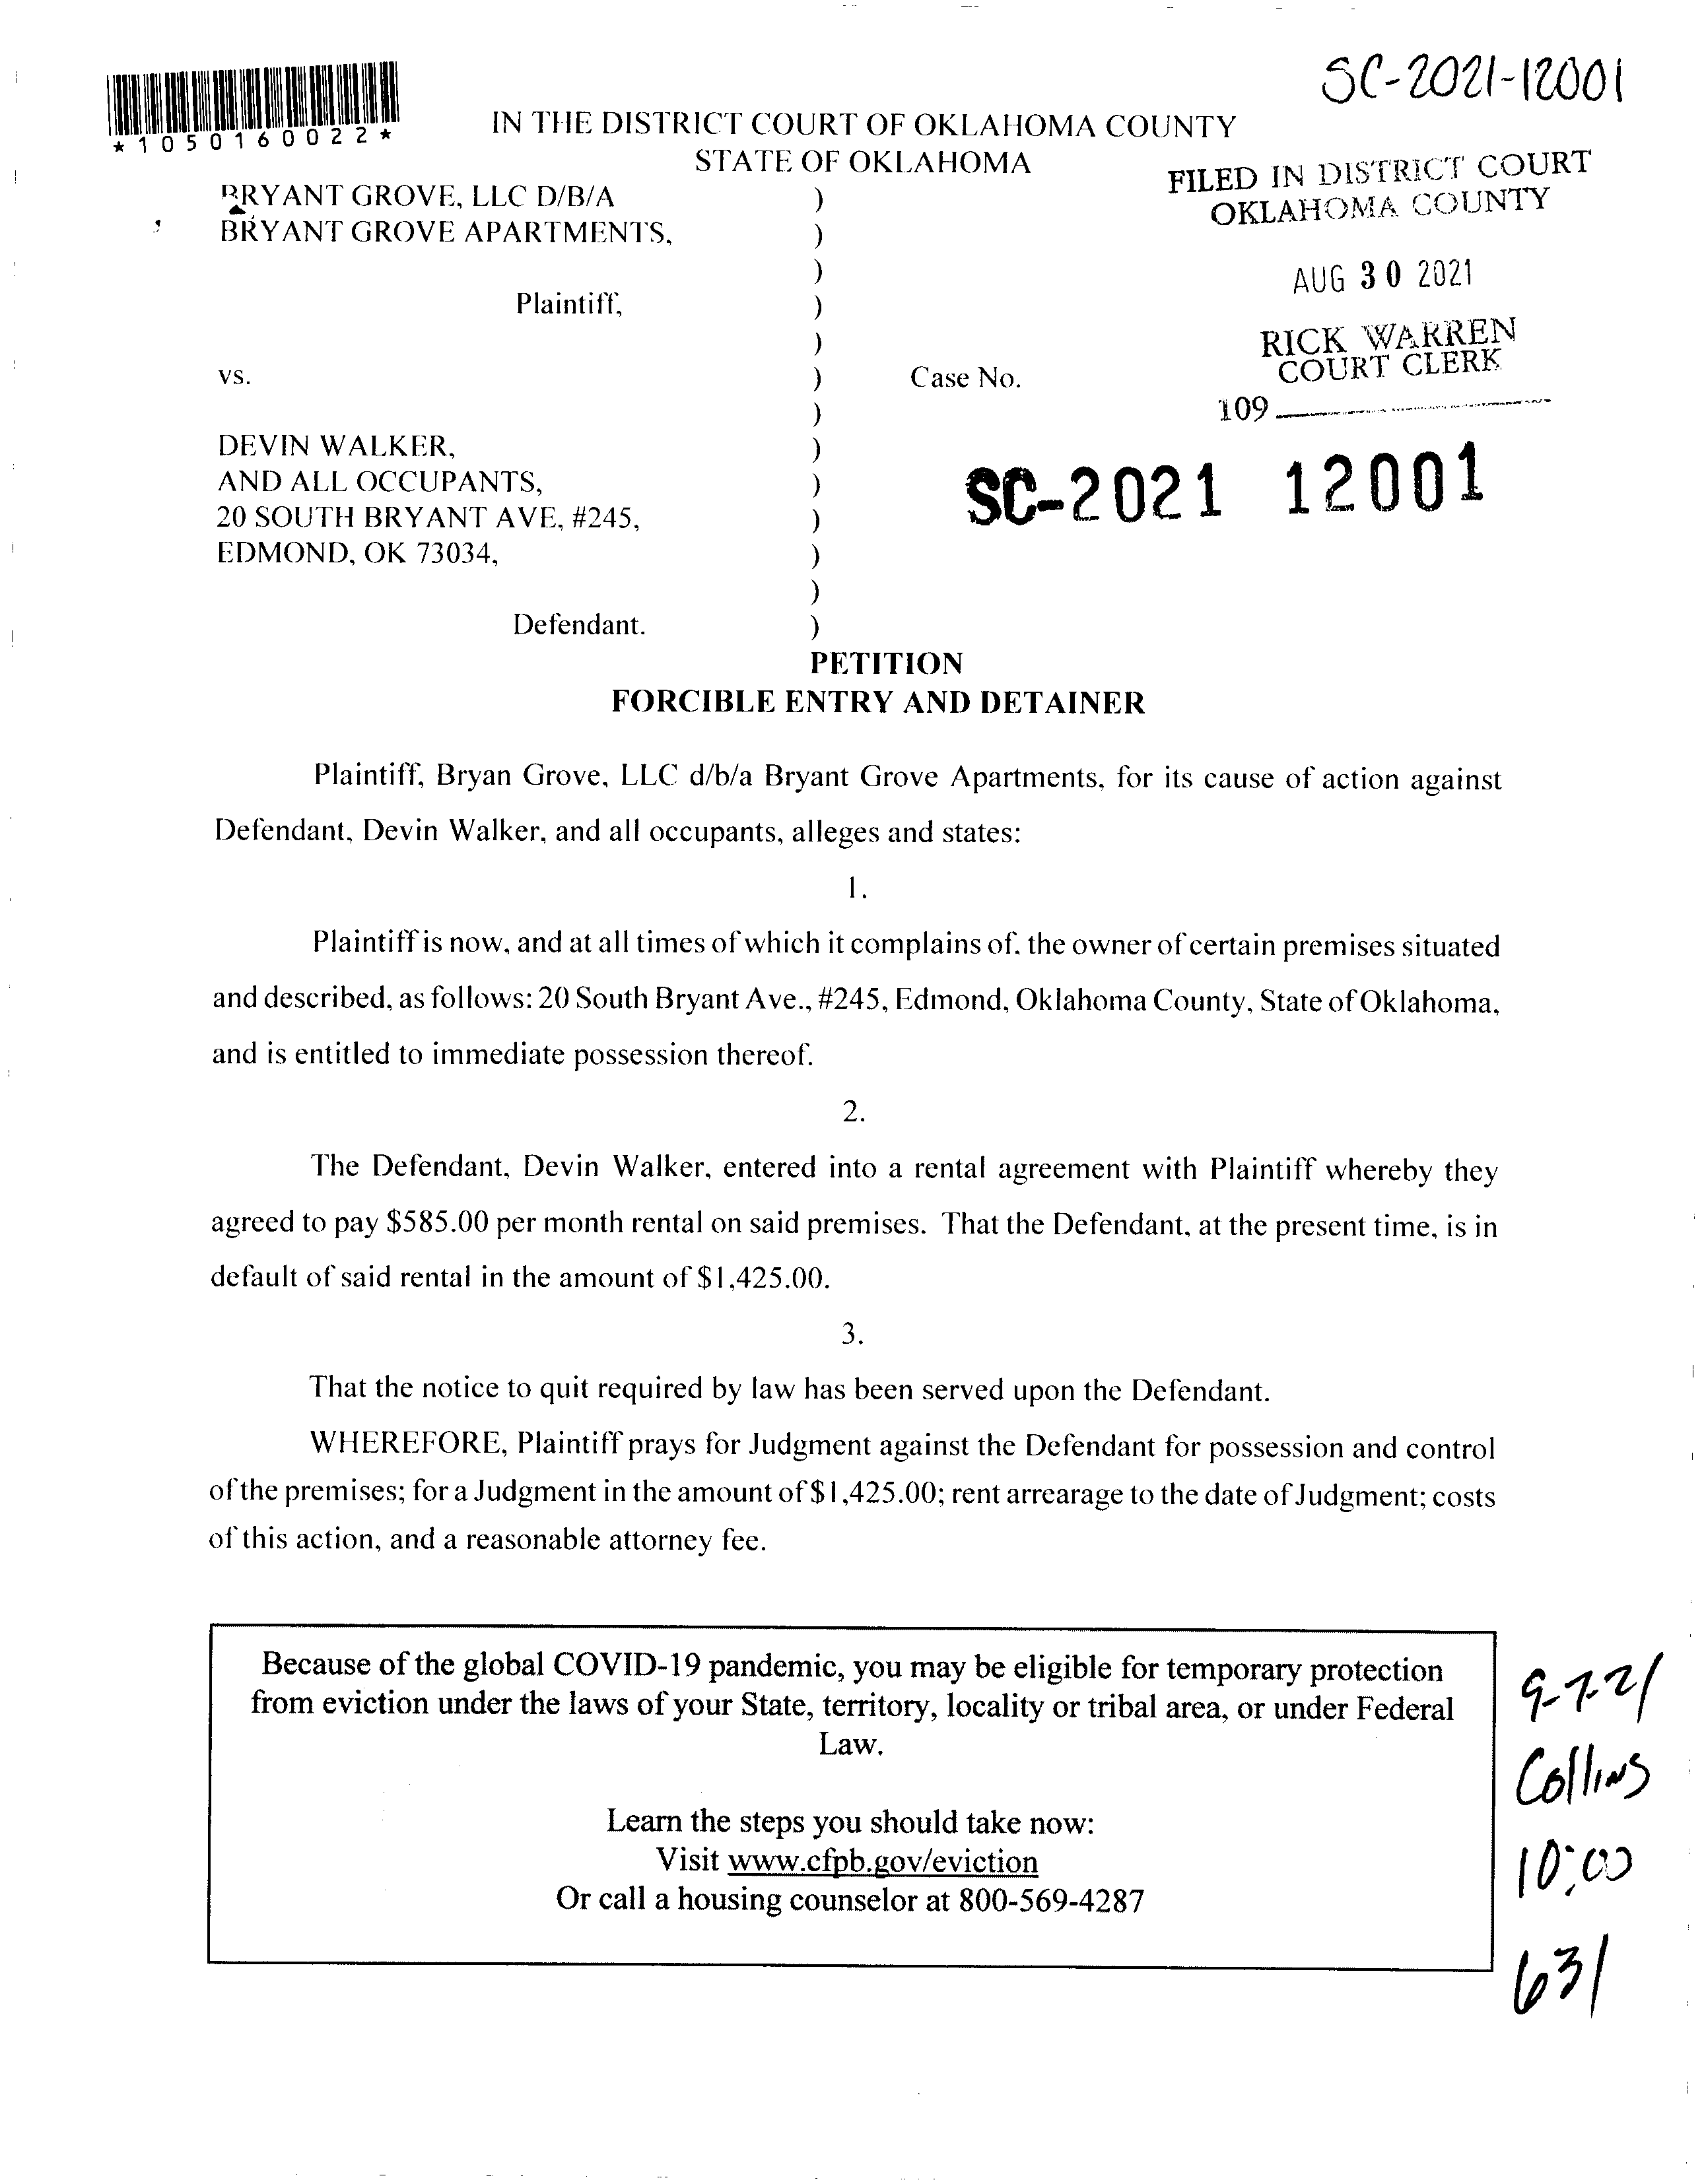 SC-2021-12001
*1050160022*
IN THE DISTRICT COURT OF OKLAHOMA COUNTY
STATE OF OKLAHOMA
FILED IN DISTRICT COURT
OKLAHOMA COUNTY
AUG 30 2021
RICK WARREN
COURT CLERK
109
BRYANT GROVE, LLC D/B/A )
BRYANT GROVE APARTMENTS, )
)
Plaintiff, )
)
vs. ) Case No.
)
DEVIN WALKER, )
AND ALL OCCUPANTS, ) SC-2021 12001
20 SOUTH BRYANT AVE, #245, )
EDMOND, OK 73034, )
)
Defendant. )
PETITION
FORCIBLE ENTRY AND DETAINER
Plaintiff, Bryan Grove, LLC d/b/a Bryant Grove Apartments, for its cause of action against
Defendant, Devin Walker, and all occupants, alleges and states:
1.
Plaintiff is now, and at all times of which it complains of, the owner of certain premises situated
and described, as follows: 20 South Bryant Ave., #245, Edmond, Oklahoma County, State of Oklahoma,
and is entitled to immediate possession thereof.
2.
The Defendant, Devin Walker, entered into a rental agreement with Plaintiff whereby they
agreed to pay $585.00 per month rental on said premises. That the Defendant, at the present time, is in
default of said rental in the amount of $1,425.00.
3.
That the notice to quit required by law has been served upon the Defendant.
WHEREFORE, Plaintiff prays for Judgment against the Defendant for possession and control
of the premises; for a Judgment in the amount of $1,425.00; rent arrearage to the date of Judgment; costs
of this action, and a reasonable attorney fee.
Because of the global COVID-19 pandemic, you may be eligible for temporary protection
from eviction under the laws of your State, territory, locality or tribal area, or under Federal
Law.
Learn the steps you should take now:
Visit www.cfpb.gov/eviction
Or call a housing counselor at 800-569-4287
9-7-21
Collins
10:00
631